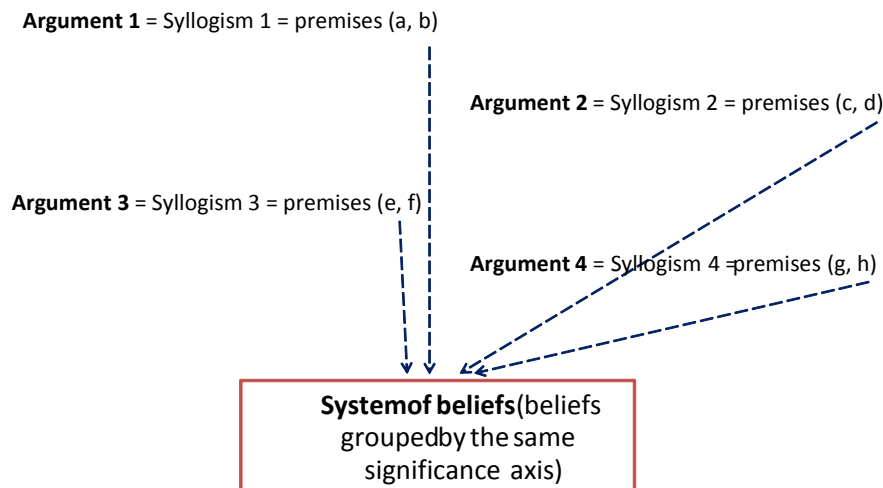 Argument 1 = Syllogism 1 = premises (a, b)
Argument 2 = Syllogism 2 = premises (c, d)
Argument 3 = Syllogism 3 = premises (e, f)
Argument 4 = Syllogism 4 =premises (g, h)
Systemof beliefs(beliefs
groupedby the same
significance axis)